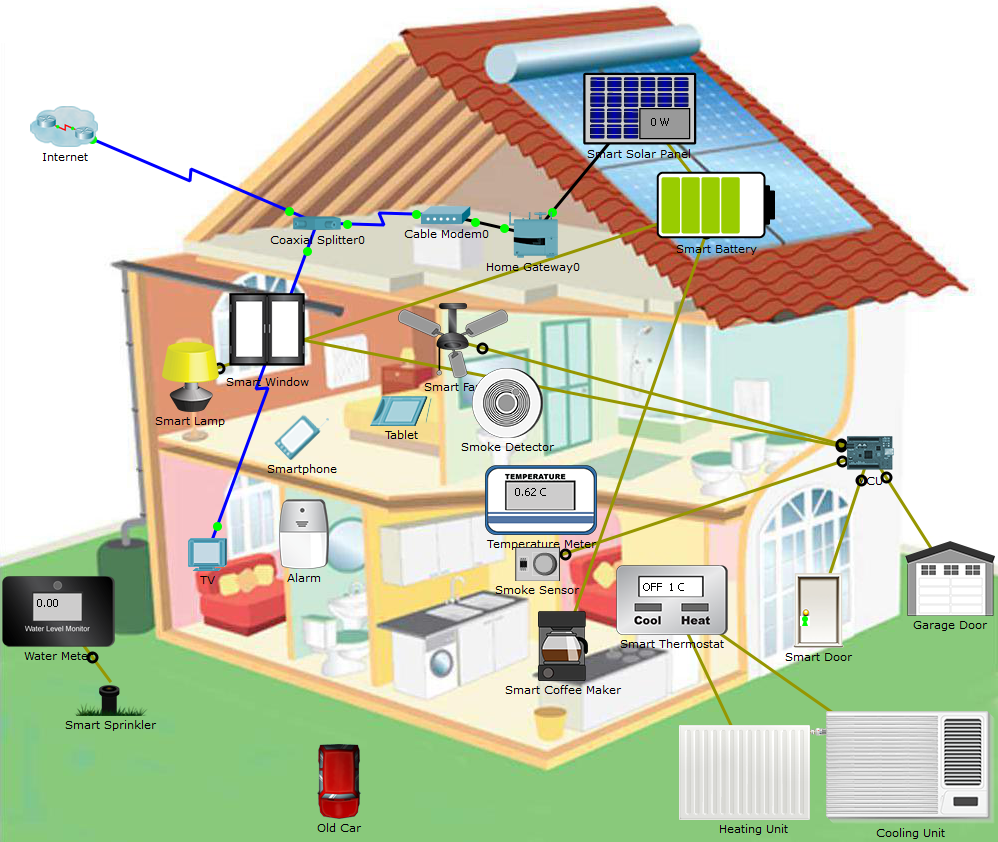 Internet
0 W
Smart Solar Panel
Coaxial Splitter0
Cable Modem0
Home Gateway0
Smart Battery
Smart Window
Smart Lamp
Smart Fa
Tablet
Smartphone
Smoke Detector
MCU
TEMPERATURE
0.62 C
Temperature Meter
Alarm
TV
Smoke Sensor
OFF 1 C
Cool Heat
Smart Thermostat
Smart Door
Garage Door
0.00
Water Level Monitor
Water Meter
Smart Sprinkler
Smart Coffee Maker
Old Car
Heating Unit
Cooling Unit